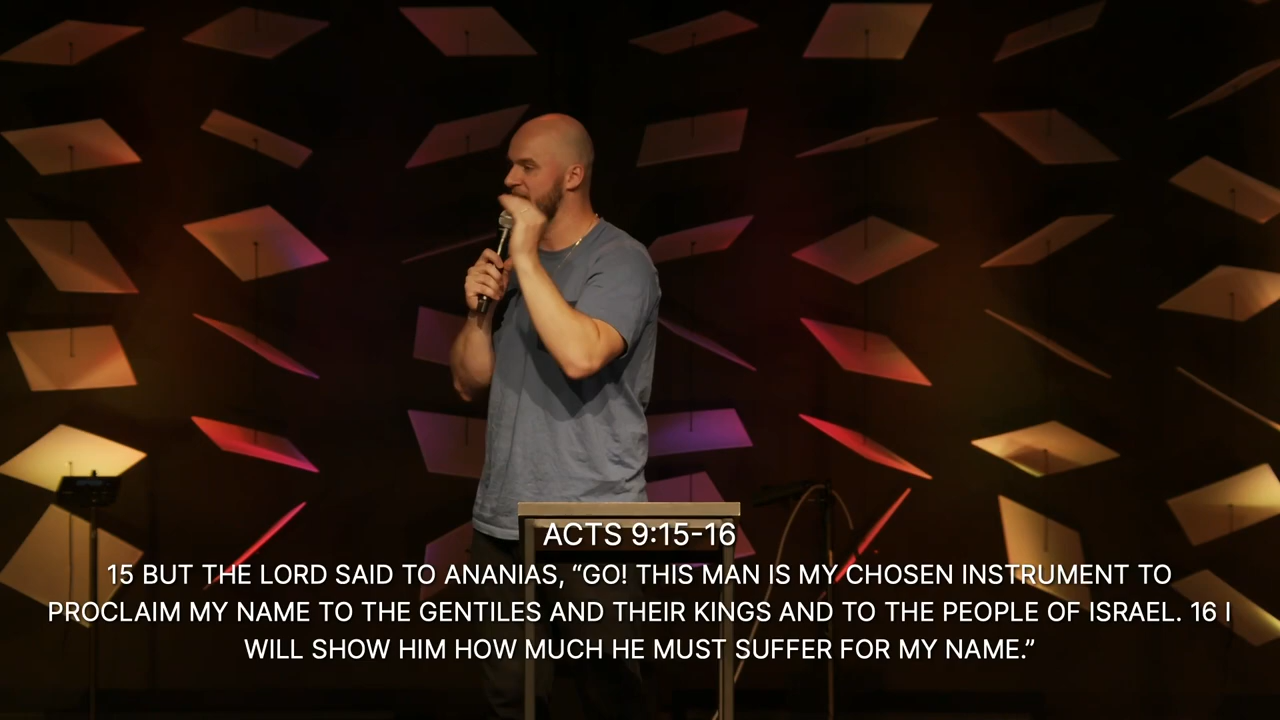 ACTS 9:15-16
15 BUT THE LORD SAID TO ANANIAS, “GO! THIS MAN IS MY CHOSEN INSTRUMENT TO
PROCLAIM MY NAME TO THE GENTILES AND THEIR KINGS AND TO THE PEOPLE OF ISRAEL. 16 I
WILL SHOW HIM HOW MUCH HE MUST SUFFER FOR MY NAME.”